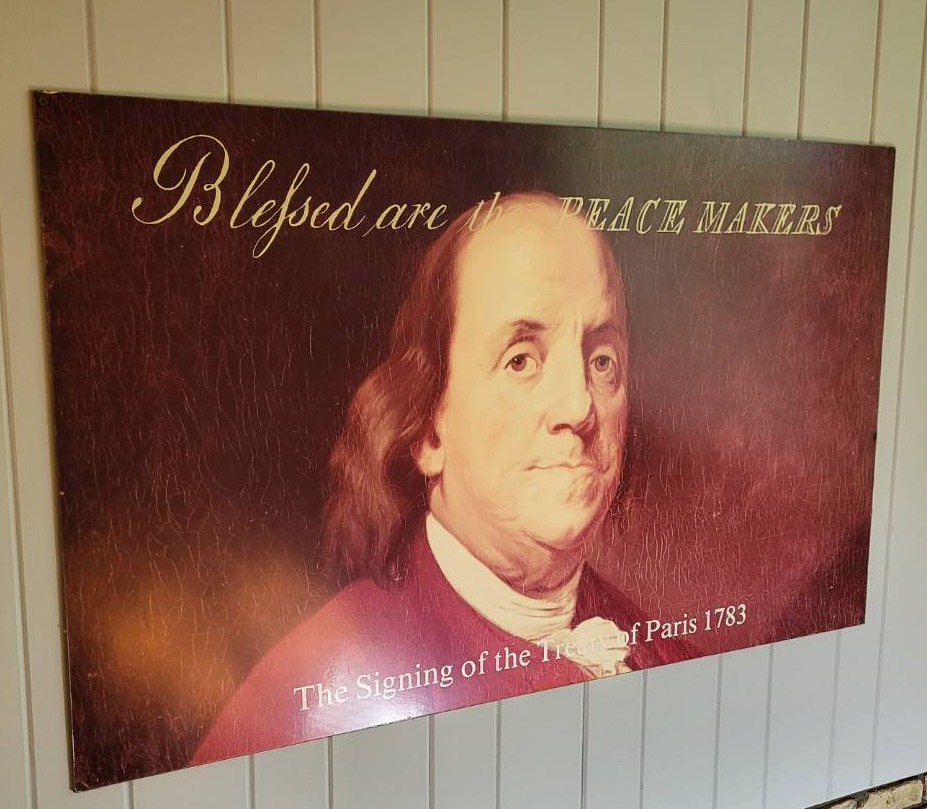 Bleſsed are the PEACE MAKERS
The Signing of the Treaty of Paris 1783